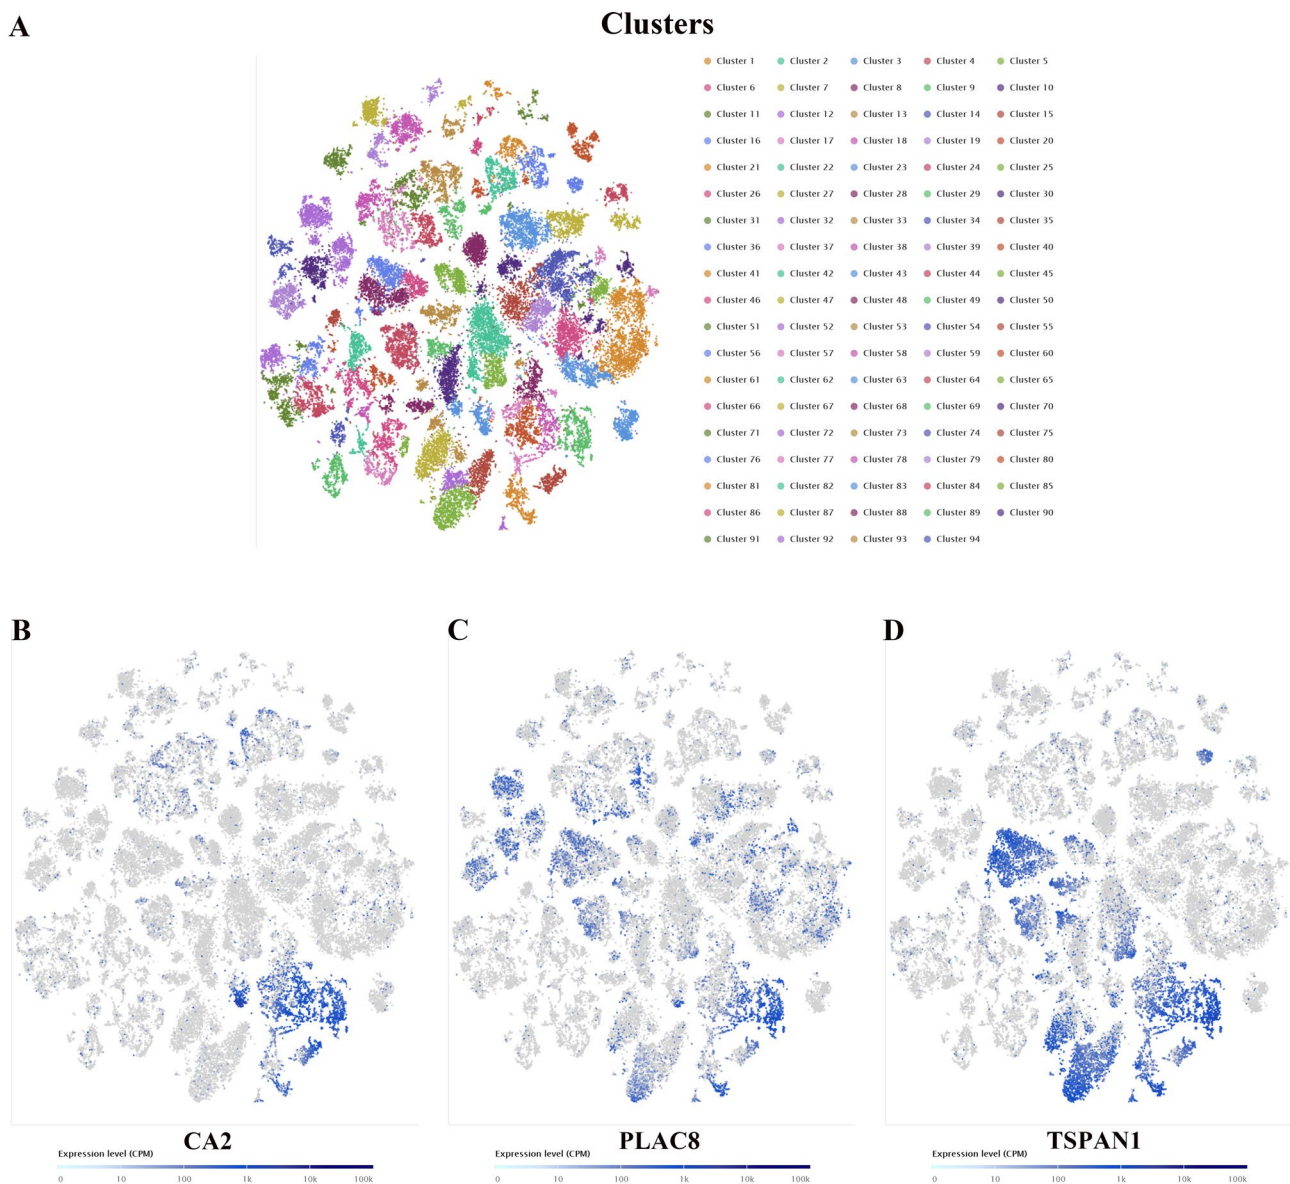 A
Clusters
Cluster 1 Cluster 2 Cluster 3 Cluster 4 Cluster 5
Cluster 6 Cluster 7 Cluster 8 Cluster 9 Cluster 10
Cluster 11 Cluster 12 Cluster 13 Cluster 14 Cluster 15
Cluster 16 Cluster 17 Cluster 18 Cluster 19 Cluster 20
Cluster 21 Cluster 22 Cluster 23 Cluster 24 Cluster 25
Cluster 26 Cluster 27 Cluster 28 Cluster 29 Cluster 30
Cluster 31 Cluster 32 Cluster 33 Cluster 34 Cluster 35
Cluster 36 Cluster 37 Cluster 38 Cluster 39 Cluster 40
Cluster 41 Cluster 42 Cluster 43 Cluster 44 Cluster 45
Cluster 46 Cluster 47 Cluster 48 Cluster 49 Cluster 50
Cluster 51 Cluster 52 Cluster 53 Cluster 54 Cluster 55
Cluster 56 Cluster 57 Cluster 58 Cluster 59 Cluster 60
Cluster 61 Cluster 62 Cluster 63 Cluster 64 Cluster 65
Cluster 66 Cluster 67 Cluster 68 Cluster 69 Cluster 70
Cluster 71 Cluster 72 Cluster 73 Cluster 74 Cluster 75
Cluster 76 Cluster 77 Cluster 78 Cluster 79 Cluster 80
Cluster 81 Cluster 82 Cluster 83 Cluster 84 Cluster 85
Cluster 86 Cluster 87 Cluster 88 Cluster 89 Cluster 90
Cluster 91 Cluster 92 Cluster 93 Cluster 94
B
CA2
Expression level (CPM)
0 10 100 1k 10k 100k
C
PLAC8
Expression level (CPM)
0 10 100 1k 10k 100k
D
TSPAN1
Expression level (CPM)
0 10 100 1k 10k 100k